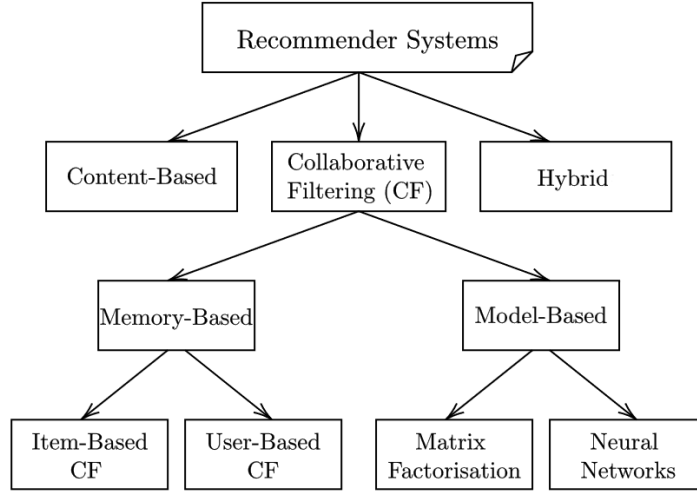 Recommender Systems
Content-Based
Collaborative
Filtering (CF)
Hybrid
Memory-Based
Model-Based
Item-Based
CF
User-Based
CF
Matrix
Factorisation
Neural
Networks